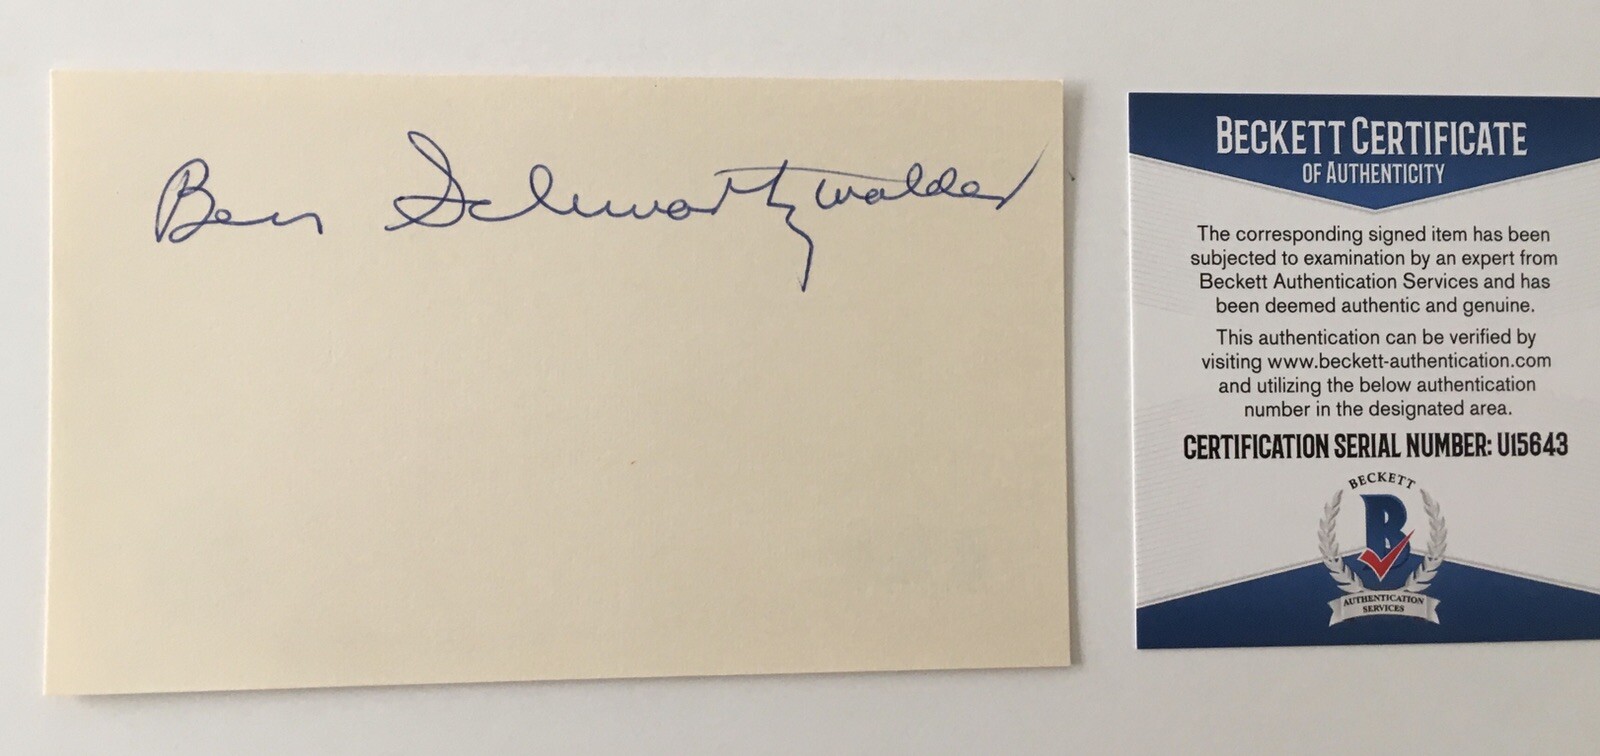 Ben Schwartzwalder
BECKETT CERTIFICATE
OF AUTHENTICITY
The corresponding signed item has been
subjected to examination by an expert from
Beckett Authentication Services and has
been deemed authentic and genuine.
This authentication can be verified by
visiting www.beckett-authentication.com
and utilizing the below authentication
number in the designated area.
CERTIFICATION SERIAL NUMBER: U15643
BECKETT
B
AUTHENTICATION
SERVICES